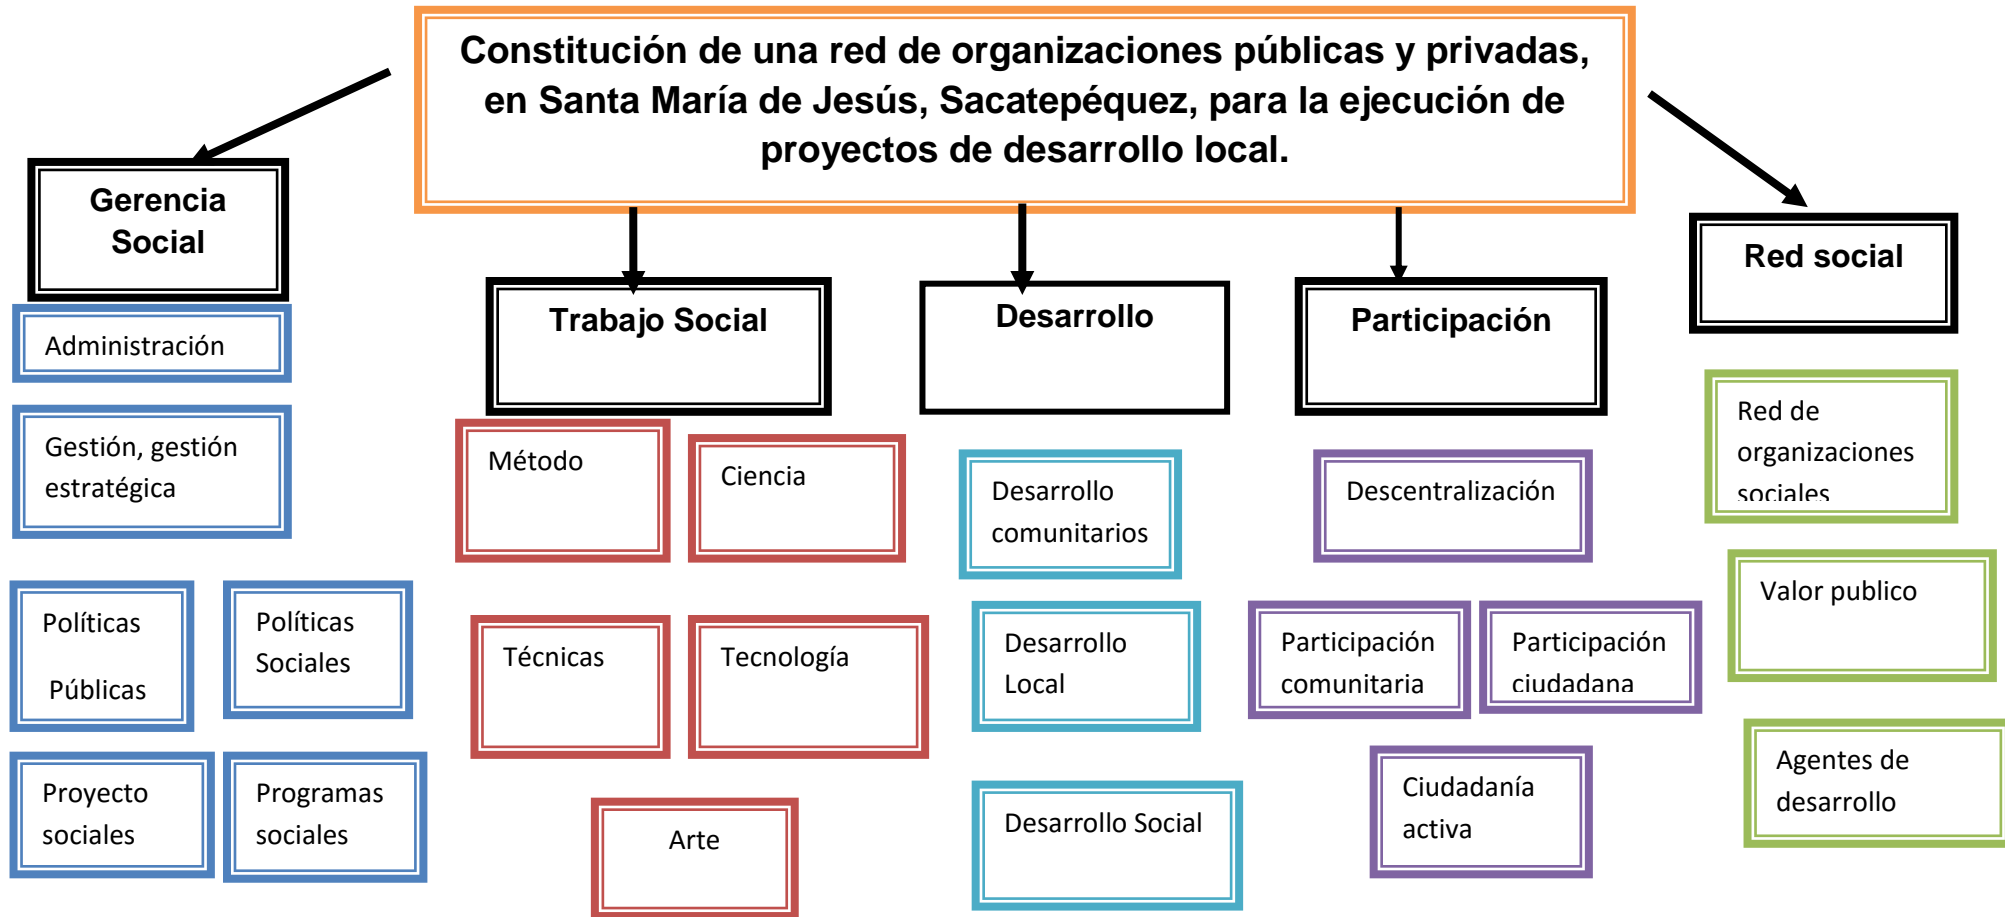 Constitución de una red de organizaciones públicas y privadas,
en Santa María de Jesús, Sacatepéquez, para la ejecución de
proyectos de desarrollo local.
Gerencia
Social
Administración
Gestión, gestión
estratégica
Políticas
Públicas
Políticas
Sociales
Proyecto
sociales
Programas
sociales
Trabajo Social
Método
Ciencia
Técnicas
Tecnología
Arte
Desarrollo
Desarrollo
comunitarios
Desarrollo
Local
Desarrollo Social
Participación
Descentralización
Participación
comunitaria
Participación
ciudadana
Ciudadanía
activa
Red social
Red de
organizaciones
sociales
Valor publico
Agentes de
desarrollo